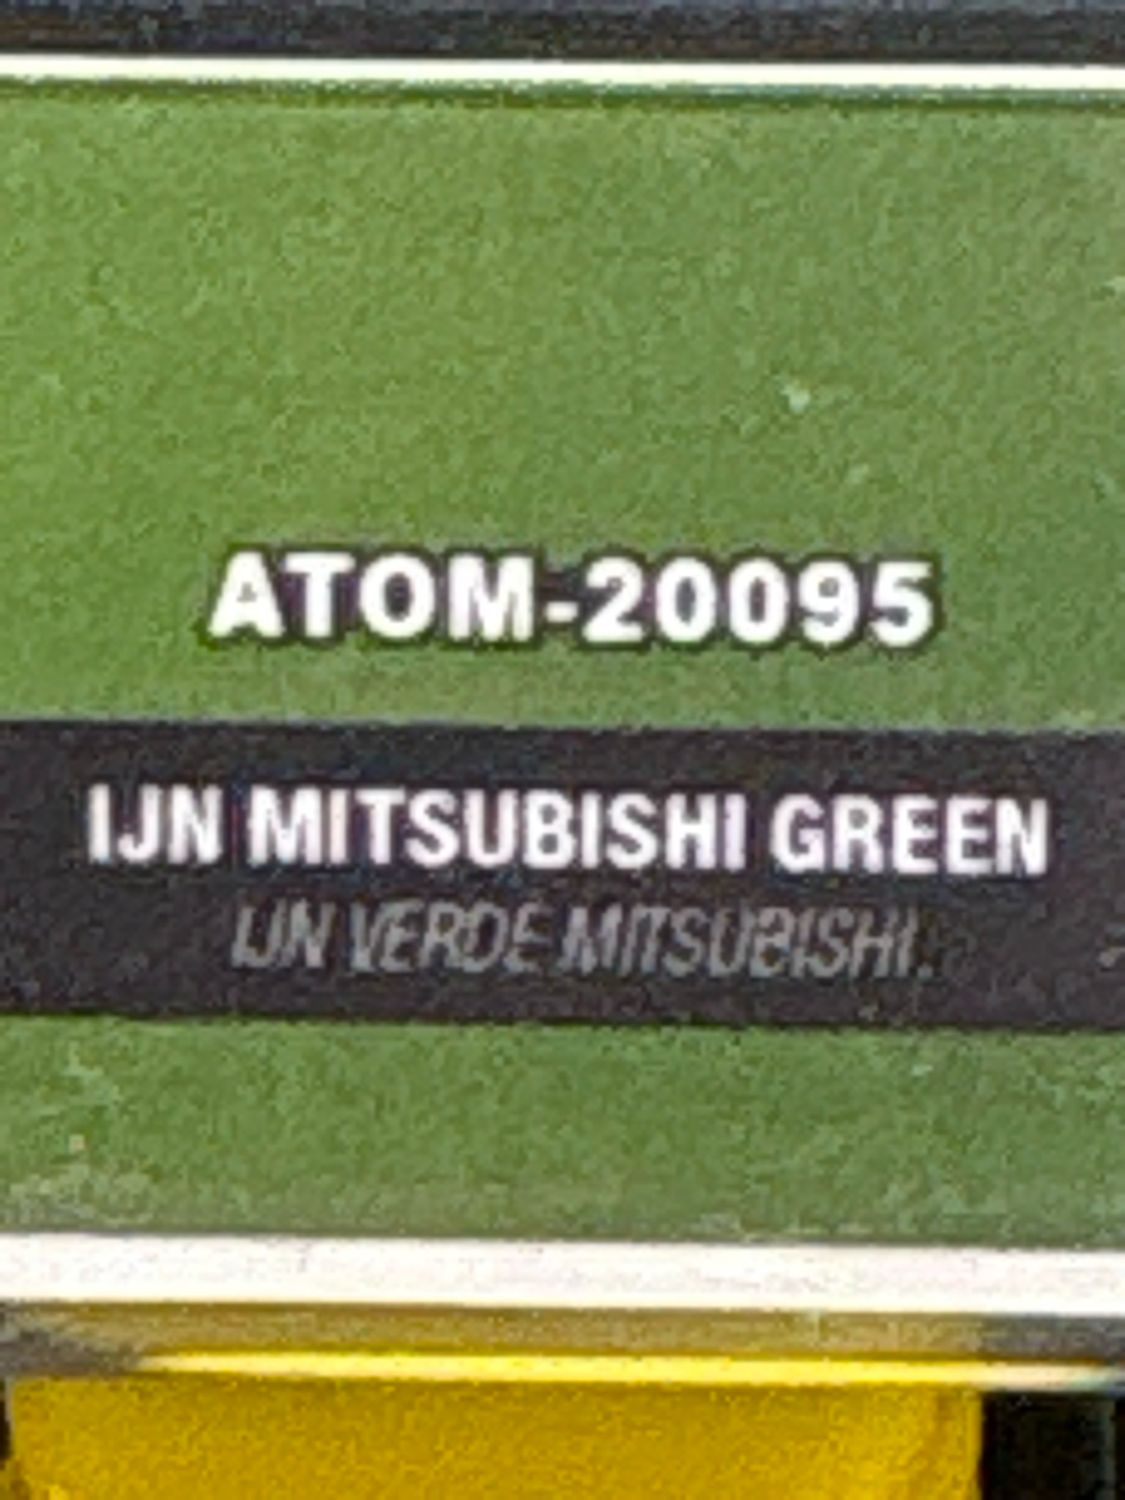 ATOM-20095
IJN MITSUBISHI GREEN
IJN VERDE MITSUBISHI.